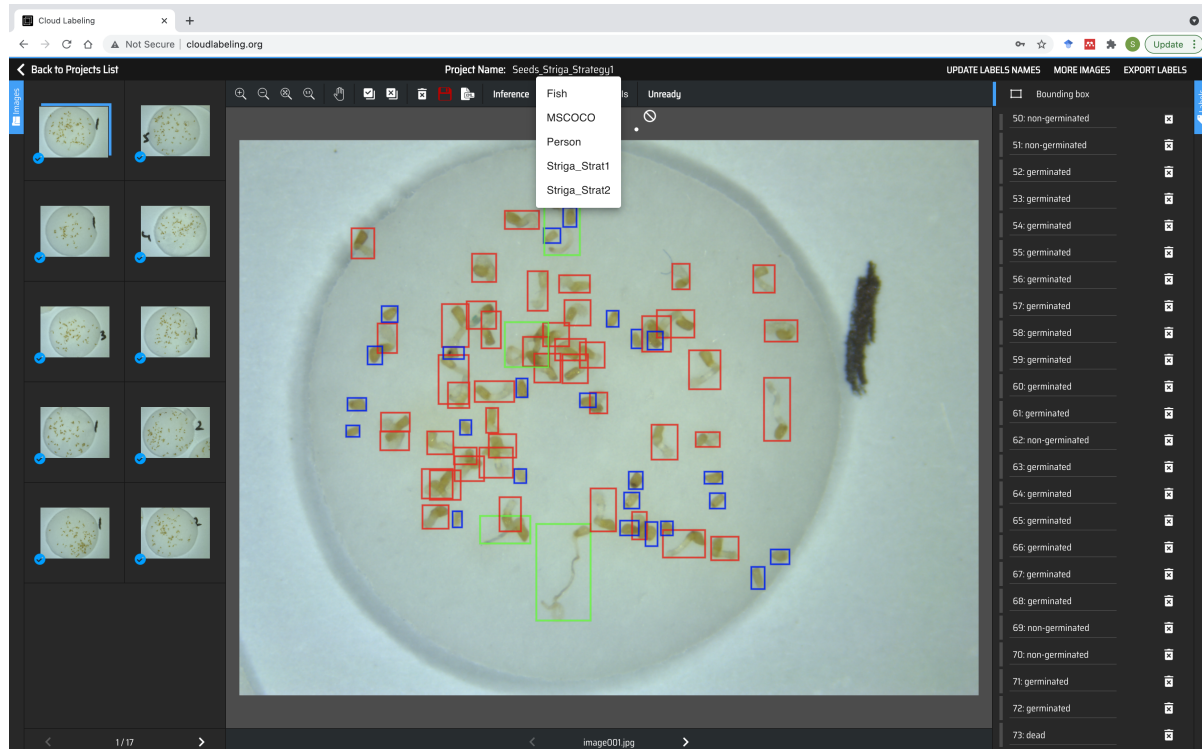 Cloud Labeling
Not Secure | cloudlabeling.org
S
Update
Back to Projects List
Project Name: Seeds_Striga_Strategy1
UPDATE LABELS NAMES
MORE IMAGES
EXPORT LABELS
Images
Inference
Unready
Fish
MSCOCO
Person
Striga_Strat1
Striga_Strat2
Bounding box
50: non-germinated
51: non-germinated
52: germinated
53: germinated
54: germinated
55: germinated
56: germinated
57: germinated
58: germinated
59: germinated
60: germinated
61: germinated
62: non-germinated
63: germinated
64: germinated
65: germinated
66: germinated
67: germinated
68: germinated
69: non-germinated
70: non-germinated
71: germinated
72: germinated
73: dead
1/17
image001.jpg